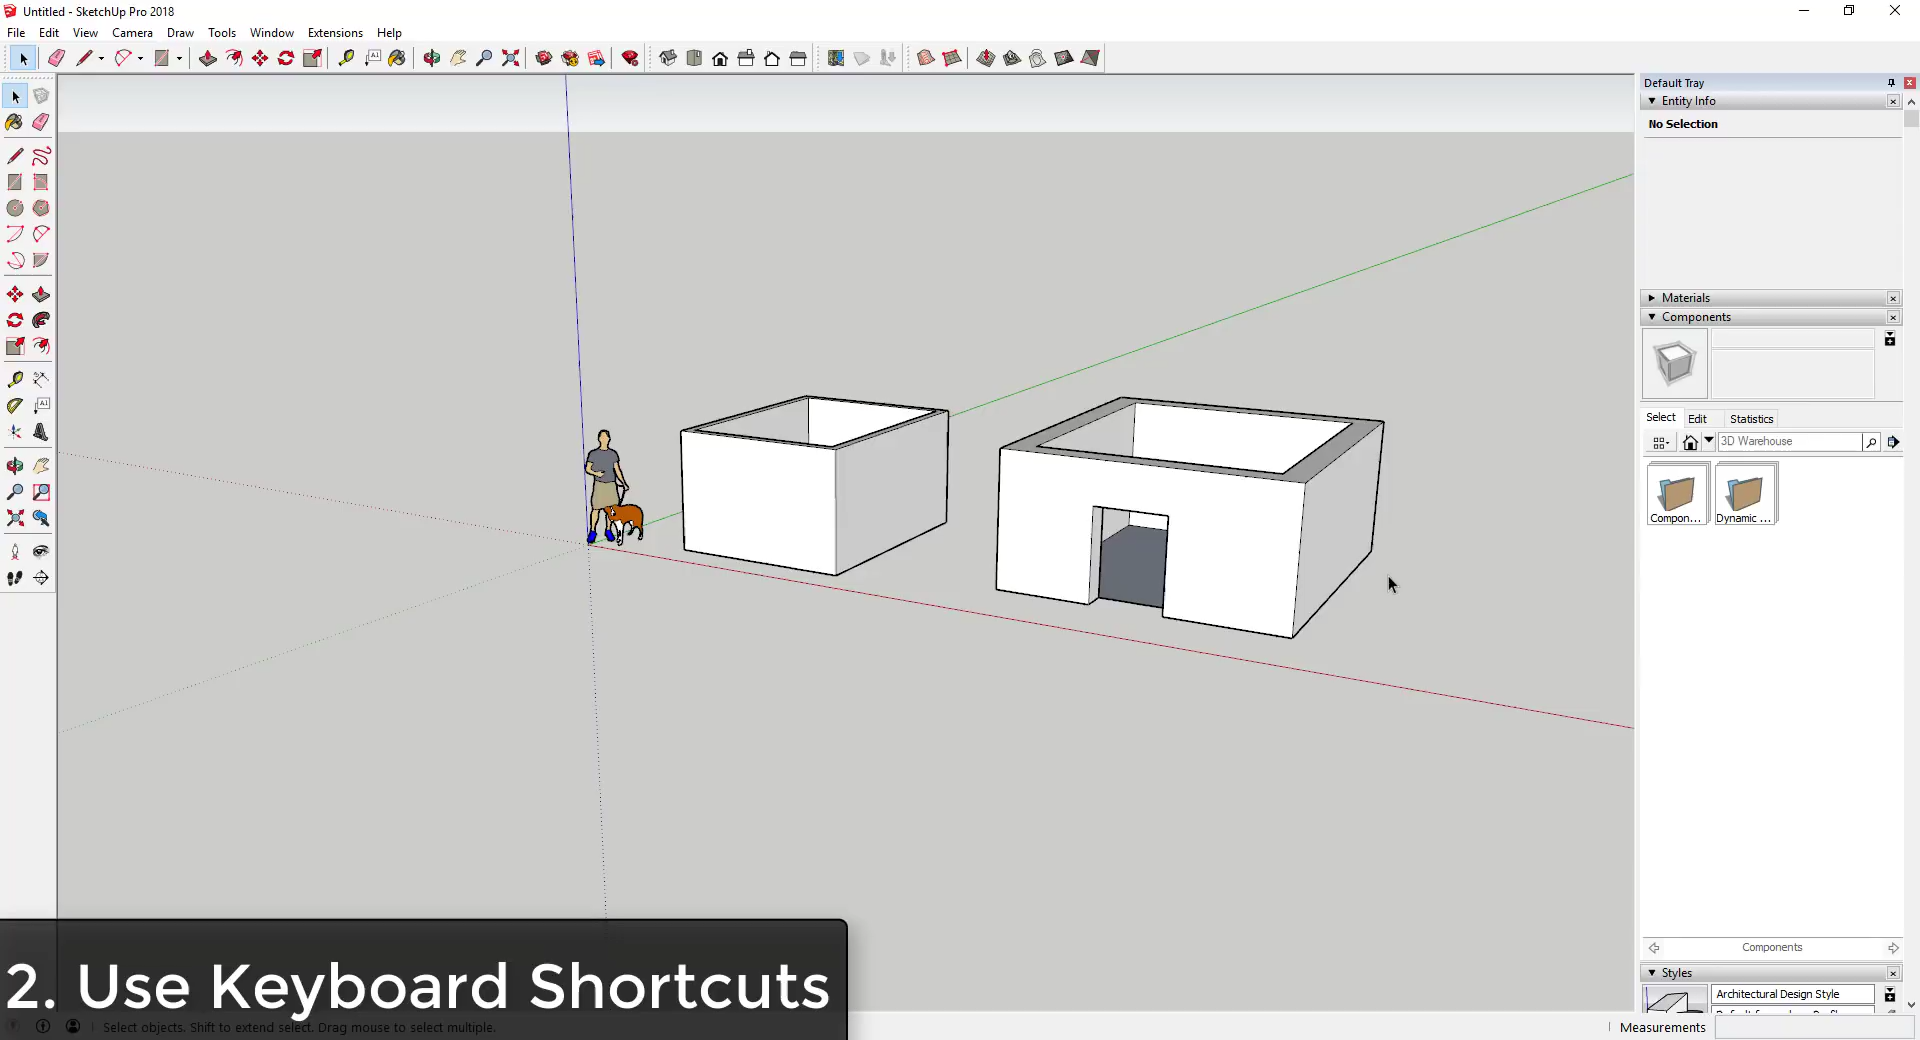 Untitled - SketchUp Pro 2018
File Edit View Camera Draw Tools Window Extensions Help
Default Tray
Entity Info
No Selection
Materials
Components
Select Edit Statistics
3D Warehouse
Compon... Dynamic ...
Components
Styles
Architectural Design Style
2. Use Keyboard Shortcuts
Select objects. Shift to extend select. Drag mouse to select multiple.
Measurements